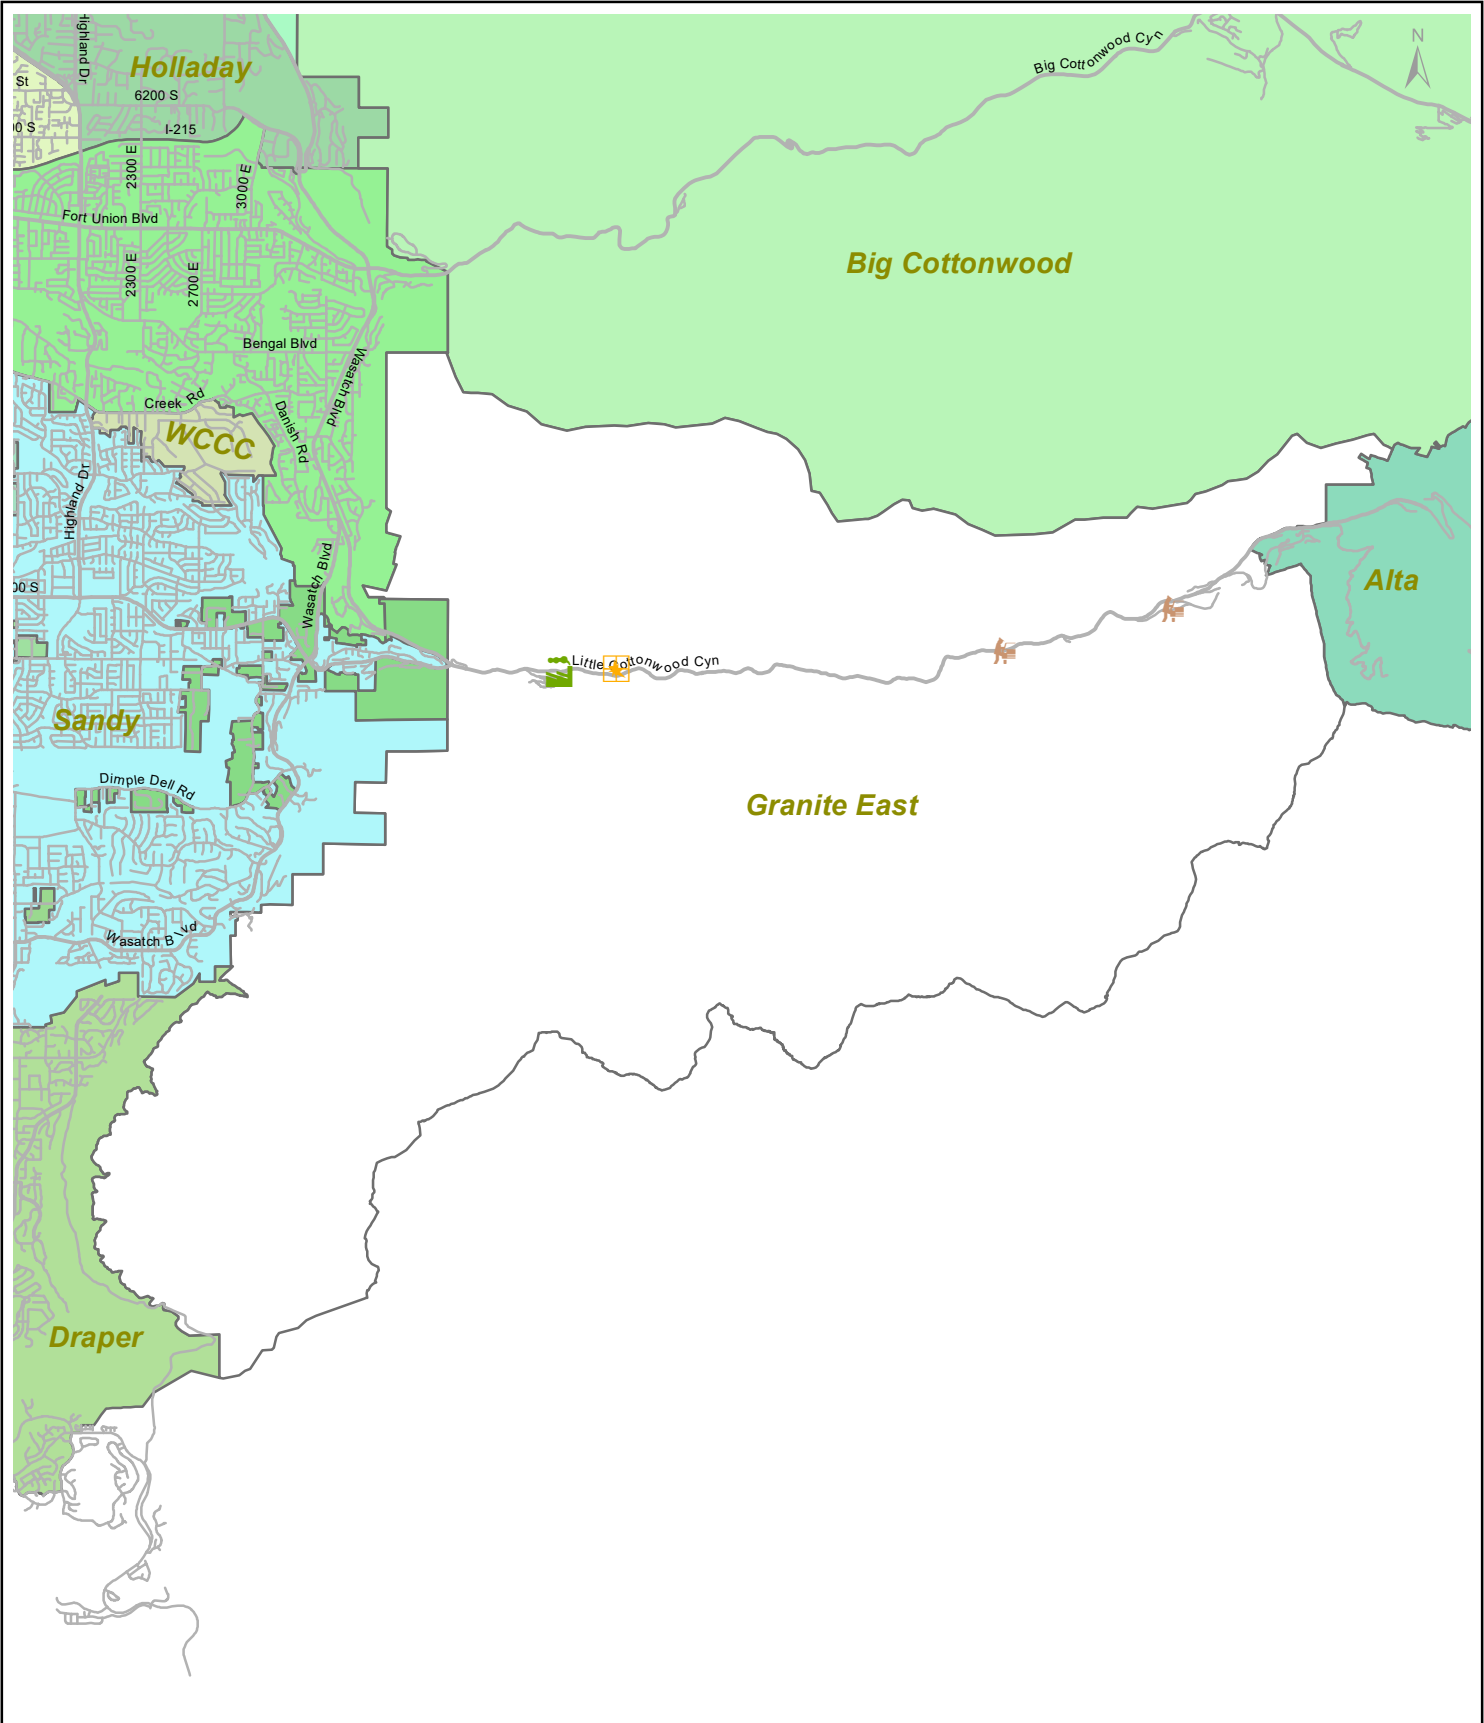 Highland Dr
Holladay
St
6200 S
I-215
00 S
2300 E
3000 E
Fort Union Blvd
2300 E
2700 E
Bengal Blvd
Wasatch Blvd
Creek Rd
WCCC
Danish Rd
Highland Dr
Big Cottonwood Cyn
N
Big Cottonwood
Alta
00 S
Wasatch Blvd
Little Cottonwood Cyn
Sandy
Dimple Dell Rd
Granite East
Wasatch Blvd
Draper